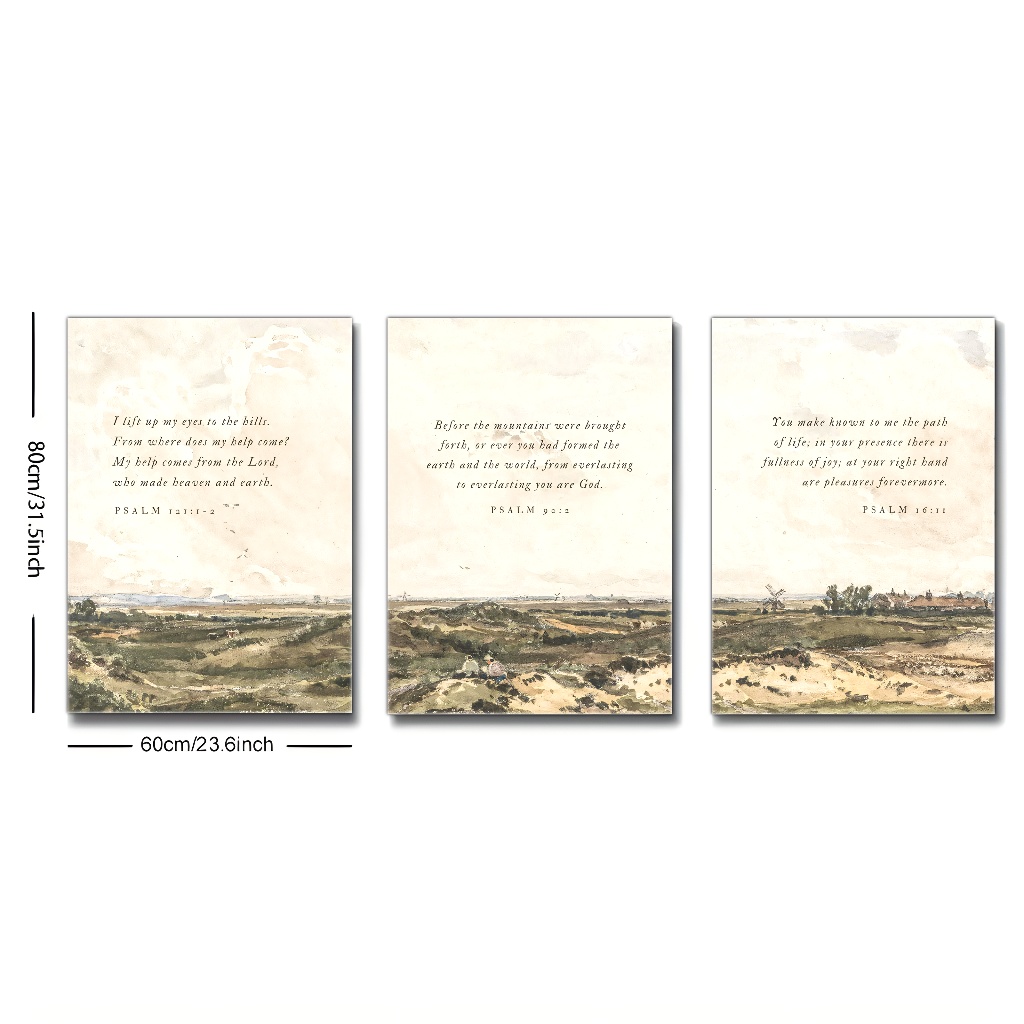 80cm/31.5inch
I lift up my eyes to the hills.
From where does my help come?
My help comes from the Lord,
who made heaven and earth.
PSALM 121:1-2
Before the mountains were brought
forth, or ever you had formed the
earth and the world, from everlasting
to everlasting you are God.
PSALM 90:2
You make known to me the path
of life; in your presence there is
fullness of joy; at your right hand
are pleasures forevermore.
PSALM 16:11
60cm/23.6inch